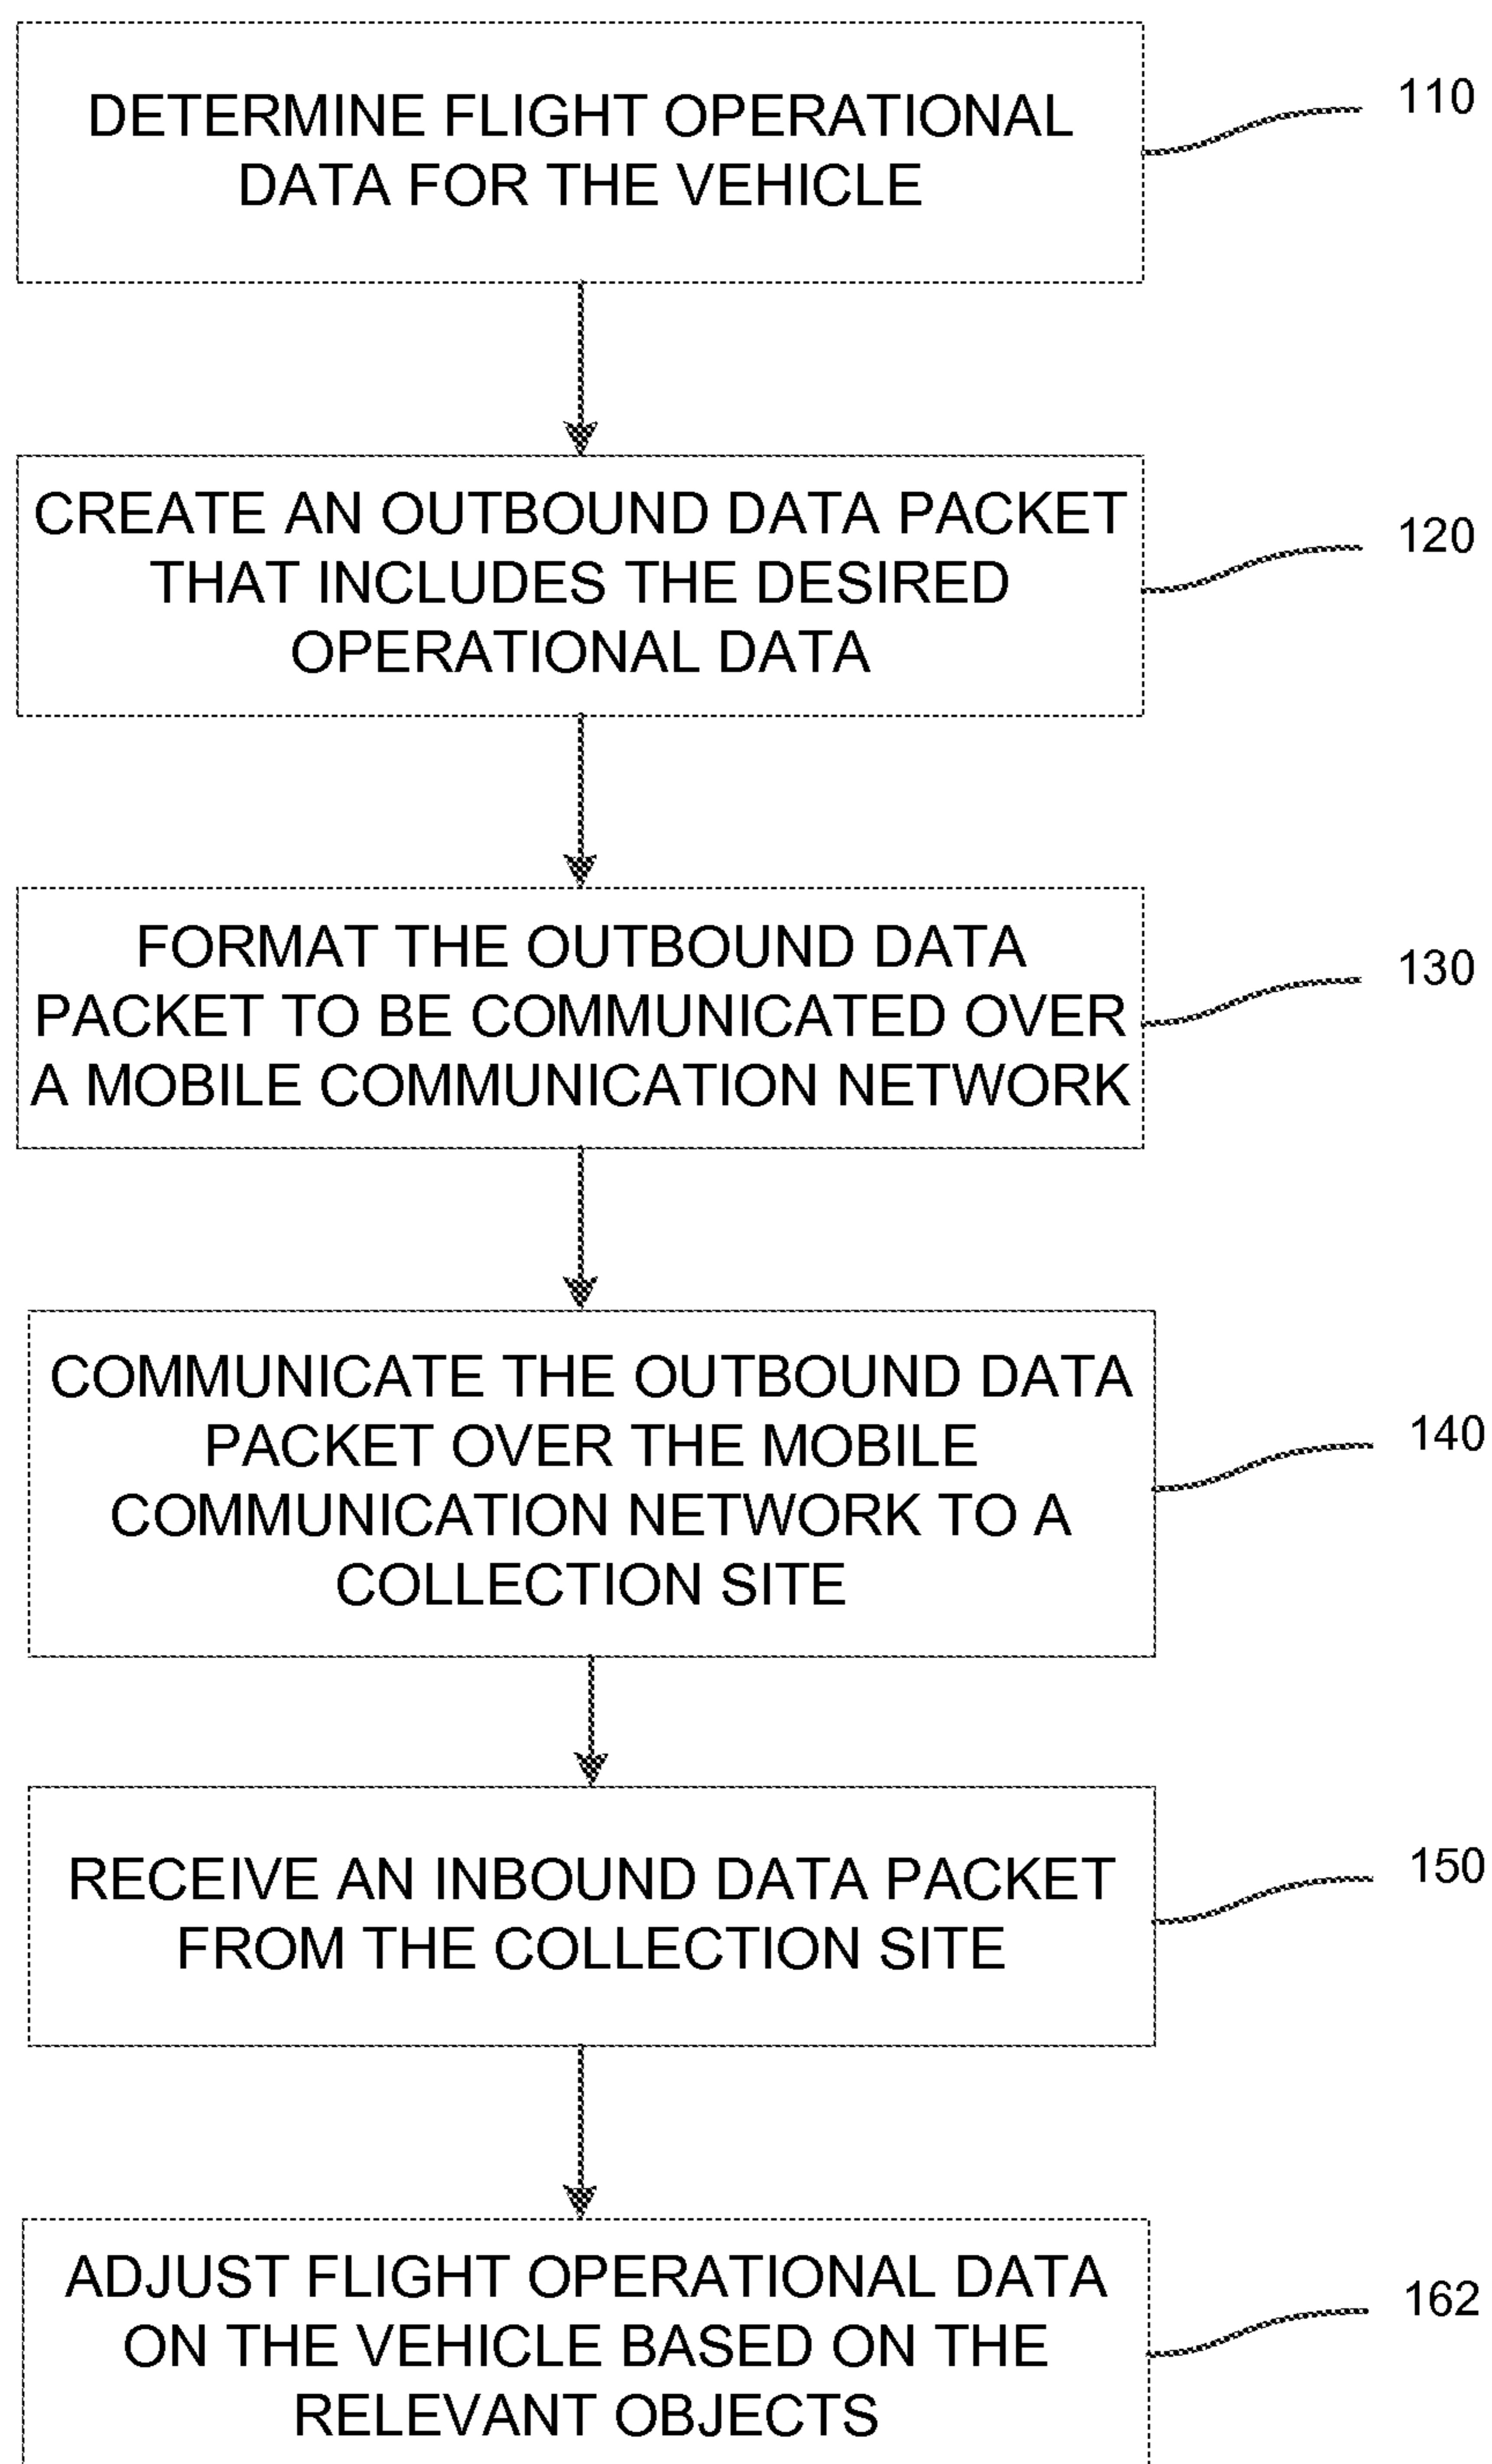 DETERMINE FLIGHT OPERATIONAL
DATA FOR THE VEHICLE
110
CREATE AN OUTBOUND DATA PACKET
THAT INCLUDES THE DESIRED
OPERATIONAL DATA
120
FORMAT THE OUTBOUND DATA
PACKET TO BE COMMUNICATED OVER
A MOBILE COMMUNICATION NETWORK
130
COMMUNICATE THE OUTBOUND DATA
PACKET OVER THE MOBILE
COMMUNICATION NETWORK TO A
COLLECTION SITE
140
RECEIVE AN INBOUND DATA PACKET
FROM THE COLLECTION SITE
150
ADJUST FLIGHT OPERATIONAL DATA
ON THE VEHICLE BASED ON THE
RELEVANT OBJECTS
162